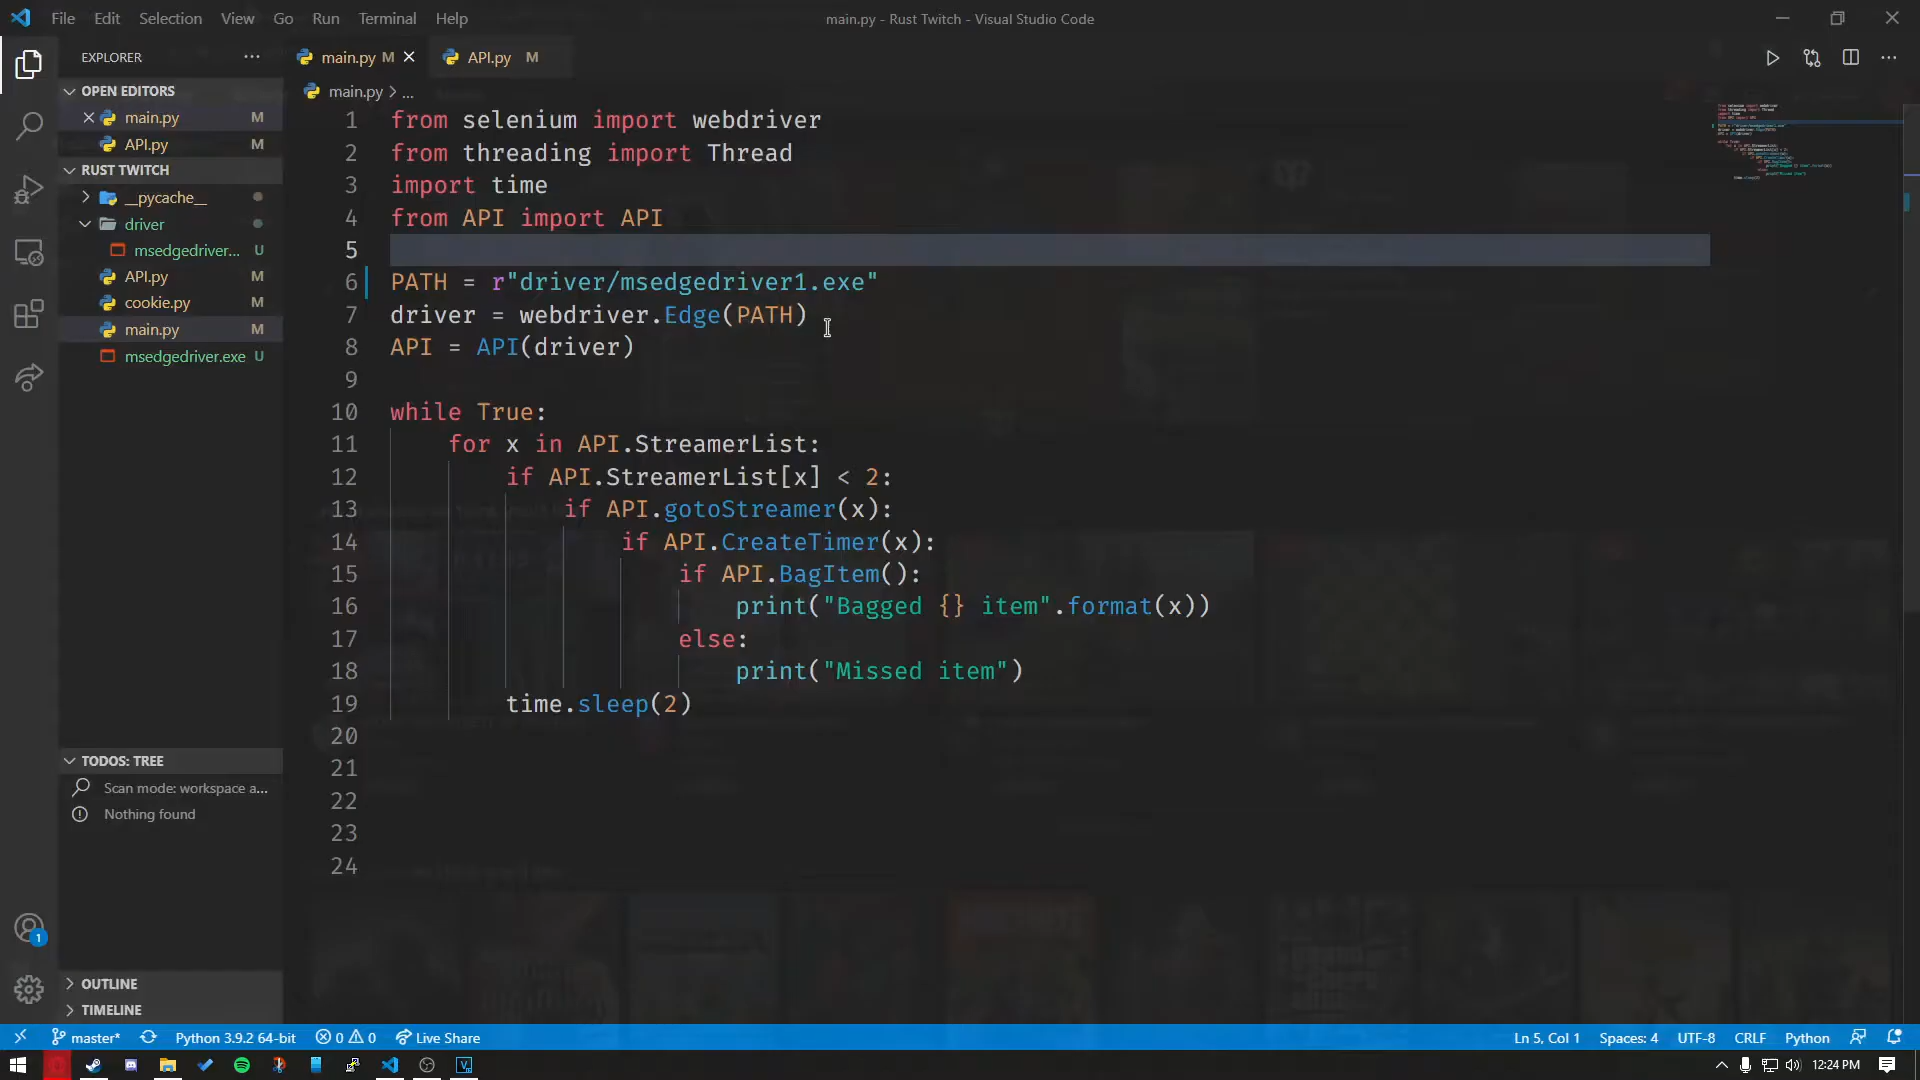 File Edit Selection View Go Run Terminal Help
main.py - Rust Twitch - Visual Studio Code
EXPLORER
main.py M
API.py M
OPEN EDITORS
main.py M
API.py M
RUST TWITCH
__pycache__
driver
msedgedriver... U
API.py M
cookie.py M
main.py M
msedgedriver.exe U
TODOS: TREE
Scan mode: workspace a...
Nothing found
OUTLINE
TIMELINE
main.py > ...
1 from selenium import webdriver
2 from threading import Thread
3 import time
4 from API import API
5
6 PATH = r"driver/msedgedriver1.exe"
7 driver = webdriver.Edge(PATH)
8 API = API(driver)
9
10 while True:
11 for x in API.StreamerList:
12 if API.StreamerList[x] < 2:
13 if API.gotoStreamer(x):
14 if API.CreateTimer(x):
15 if API.BagItem():
16 print("Bagged {} item".format(x))
17 else:
18 print("Missed item")
19 time.sleep(2)
20
21
22
23
24
1
master* Python 3.9.2 64-bit 0 0 Live Share
Ln 5, Col 1 Spaces: 4 UTF-8 CRLF Python
12:24 PM